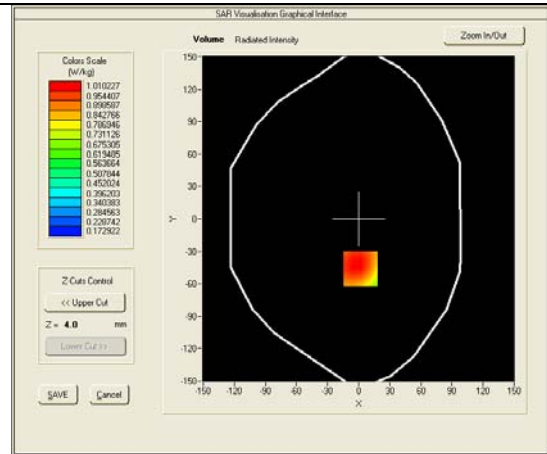 SAR Visualisation Graphical Interface
Volume Radiated Intensity
Zoom In/Out
Colors Scale
(W/kg)
1.010227
0.954407
0.898587
0.842766
0.786946
0.731126
0.675305
0.619485
0.563664
0.507844
0.452024
0.396203
0.340383
0.284563
0.228742
0.172922
Z Cuts Control
<< Upper Cut
Z = 4.0 mm
Lower Cut >>
SAVE Cancel
150
120
90
60
30
0
-30
-60
-90
-120
-150
Y
-150 -120 -90 -60 -30 0 30 60 90 120 150
X